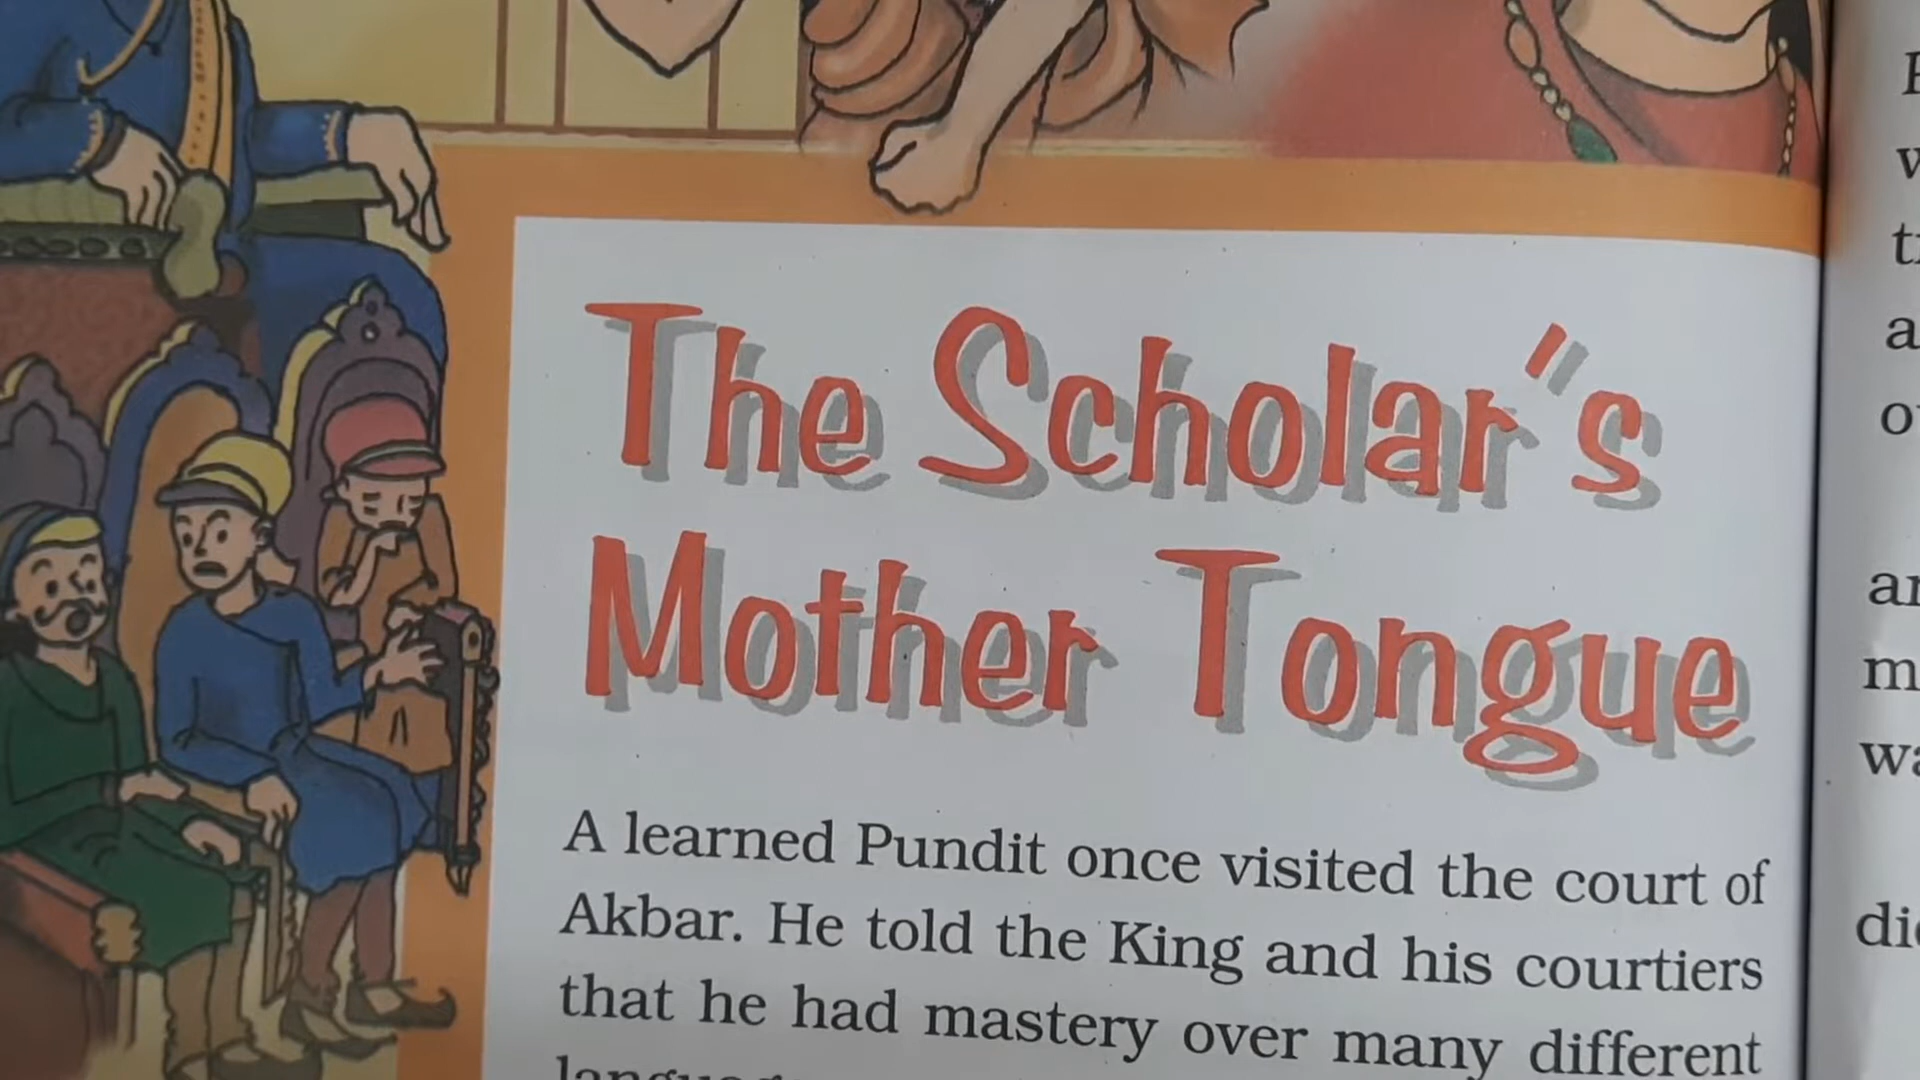 The Scholar's
Mother Tongue
A learned Pundit once visited the court of
Akbar. He told the King and his courtiers
that he had mastery over many different